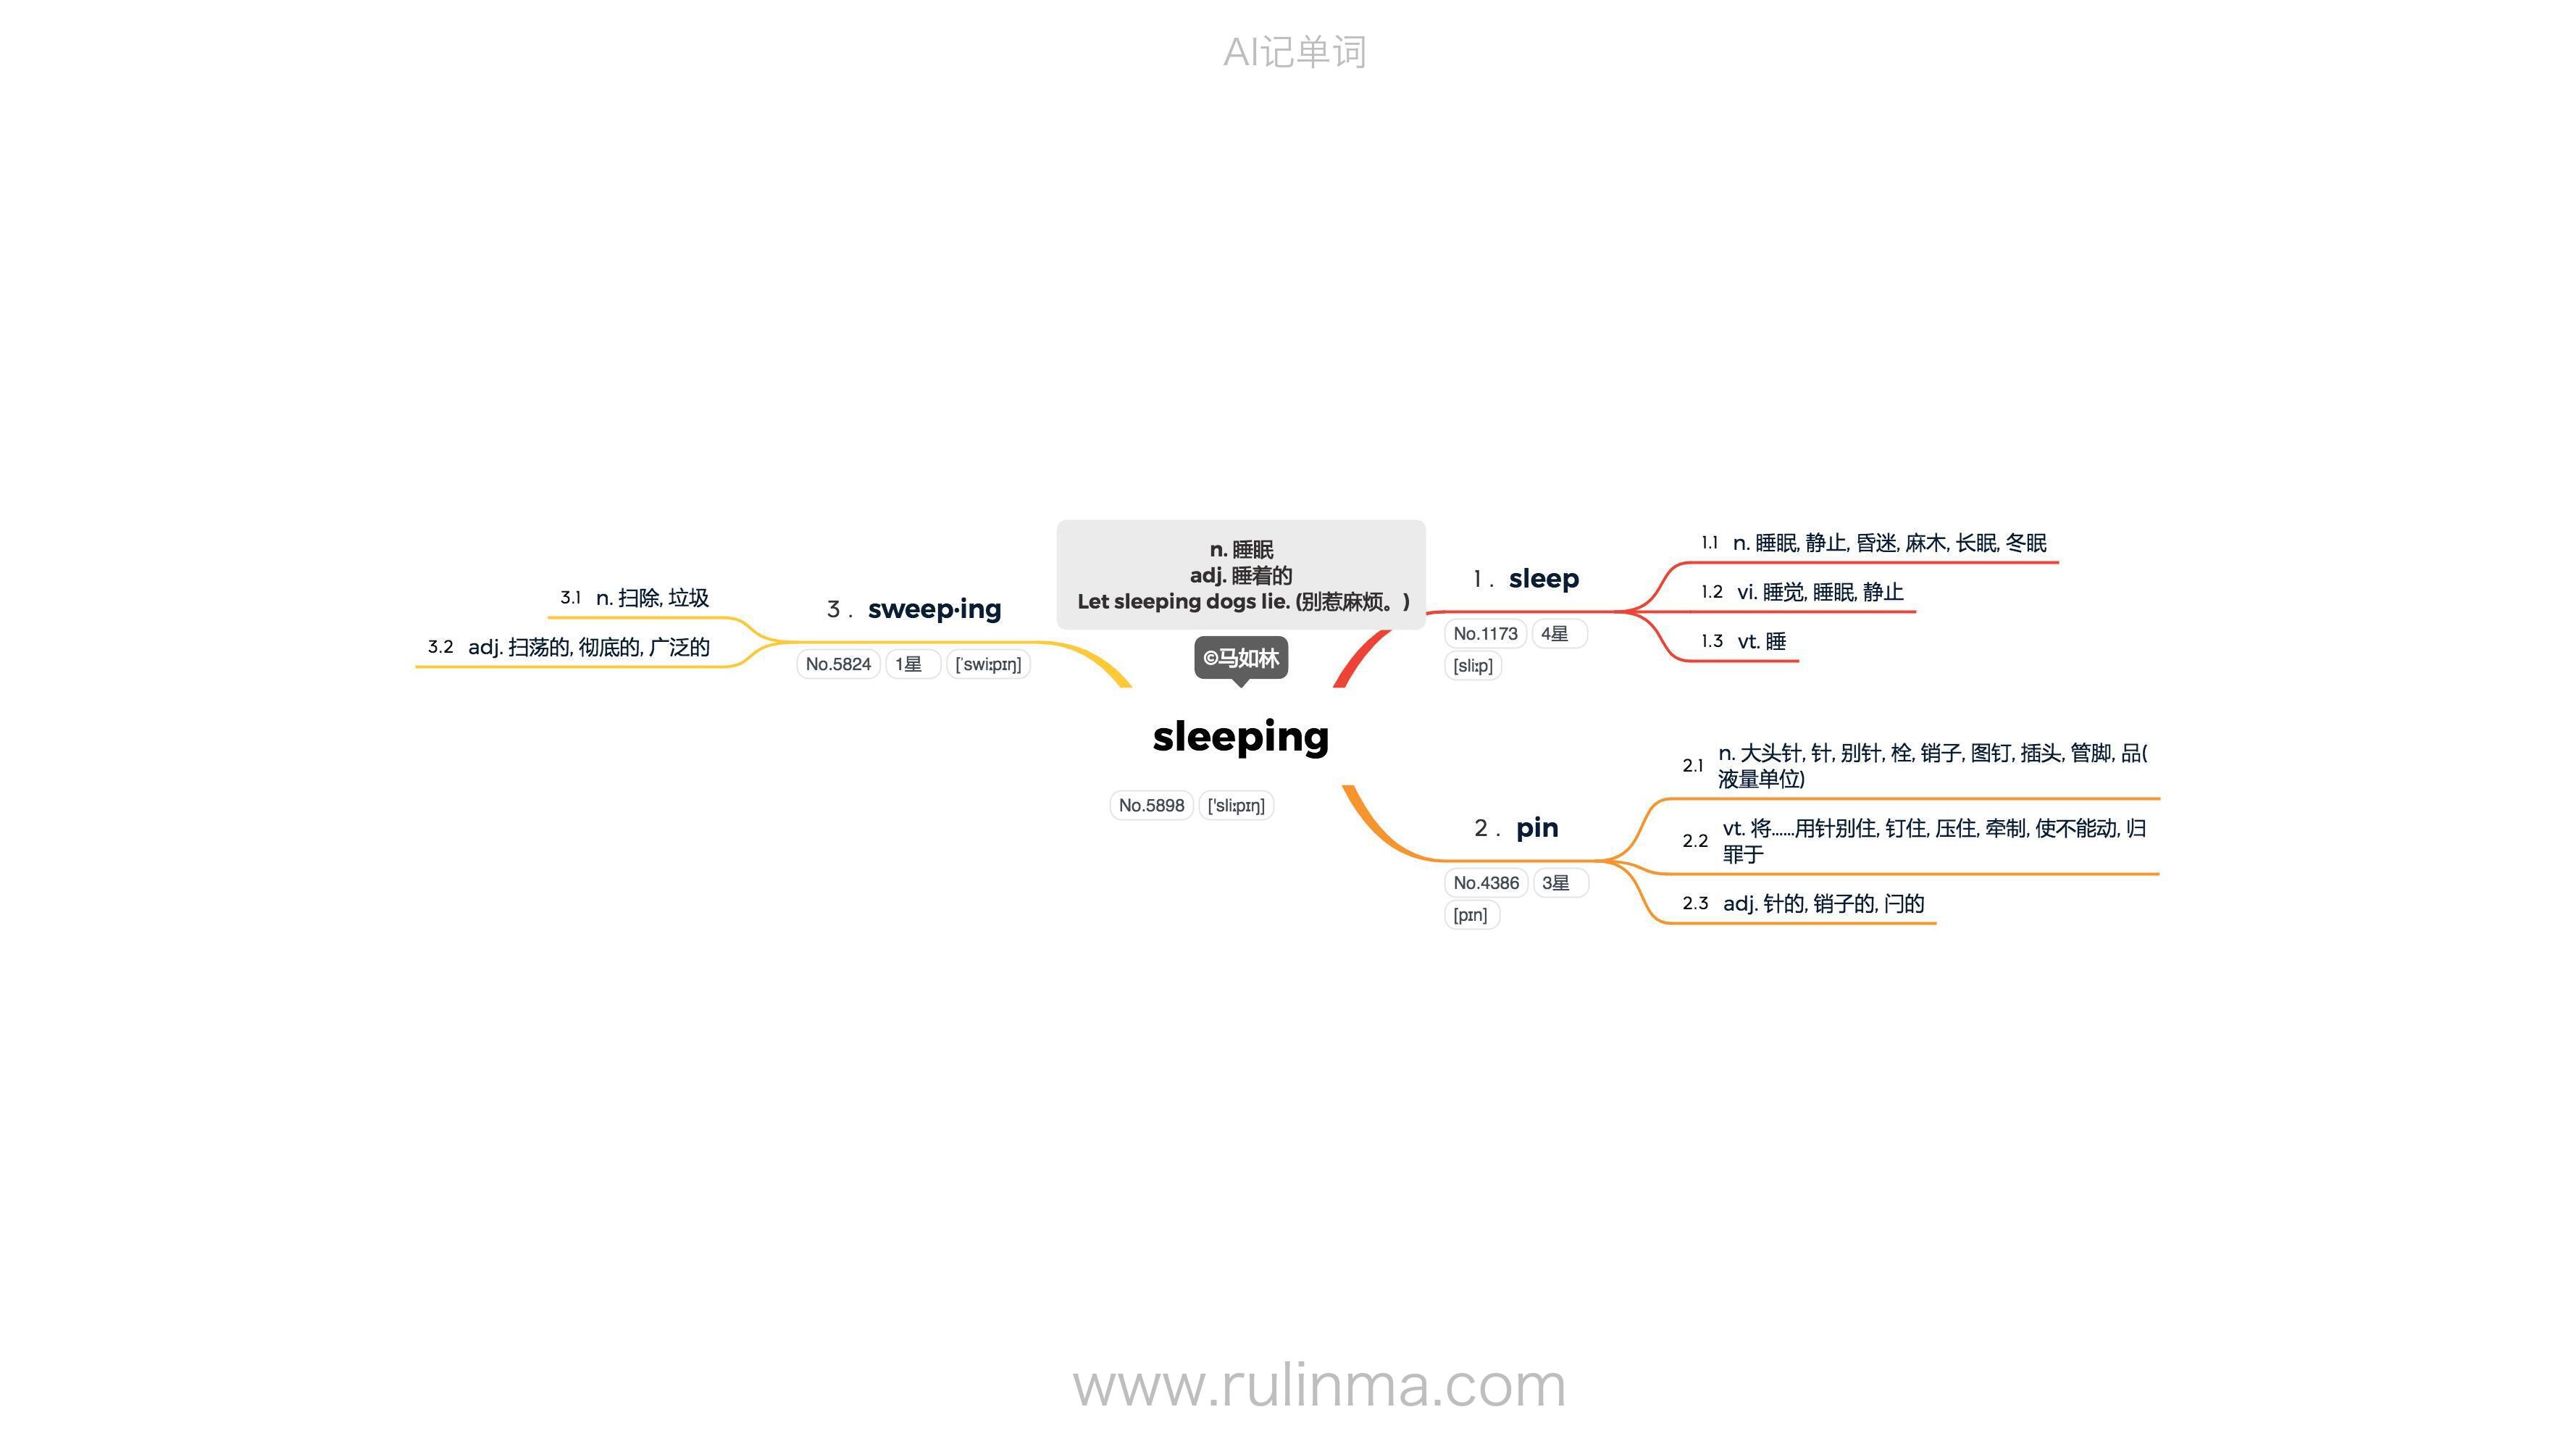 AI记单词
n. 睡眠
adj. 睡着的
Let sleeping dogs lie. (别惹麻烦。)
©马如林
sleeping
No.5898 ['sli:pɪŋ]
1. sleep
No.1173 4星
[sli:p]
1.1 n. 睡眠, 静止, 昏迷, 麻木, 长眠, 冬眠
1.2 vi. 睡觉, 睡眠, 静止
1.3 vt. 睡
2. pin
No.4386 3星
[pɪn]
2.1 n. 大头针, 针, 别针, 栓, 销子, 图钉, 插头, 管脚, 品(
液量单位)
2.2 vt. 将......用针别住, 钉住, 压住, 牵制, 使不能动, 归
罪于
2.3 adj. 针的, 销子的, 闩的
3. sweep·ing
No.5824 1星 ['swi:pɪŋ]
3.1 n. 扫除, 垃圾
3.2 adj. 扫荡的, 彻底的, 广泛的
www.rulinma.com